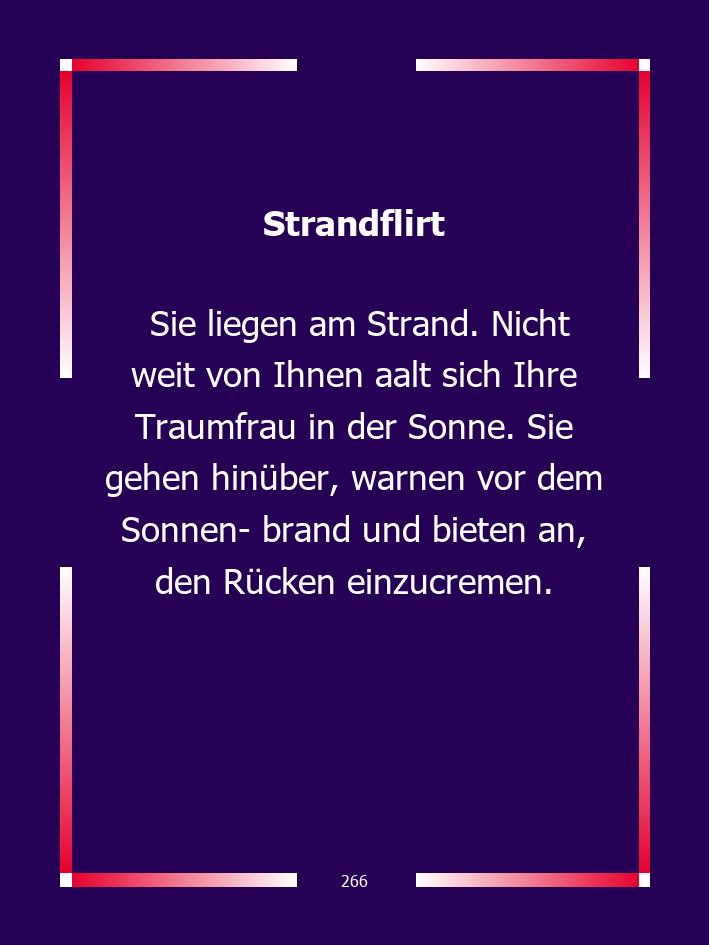 Strandflirt
Sie liegen am Strand. Nicht
weit von Ihnen aalt sich Ihre
Traumfrau in der Sonne. Sie
gehen hinüber, warnen vor dem
Sonnen- brand und bieten an,
den Rücken einzucremen.
266